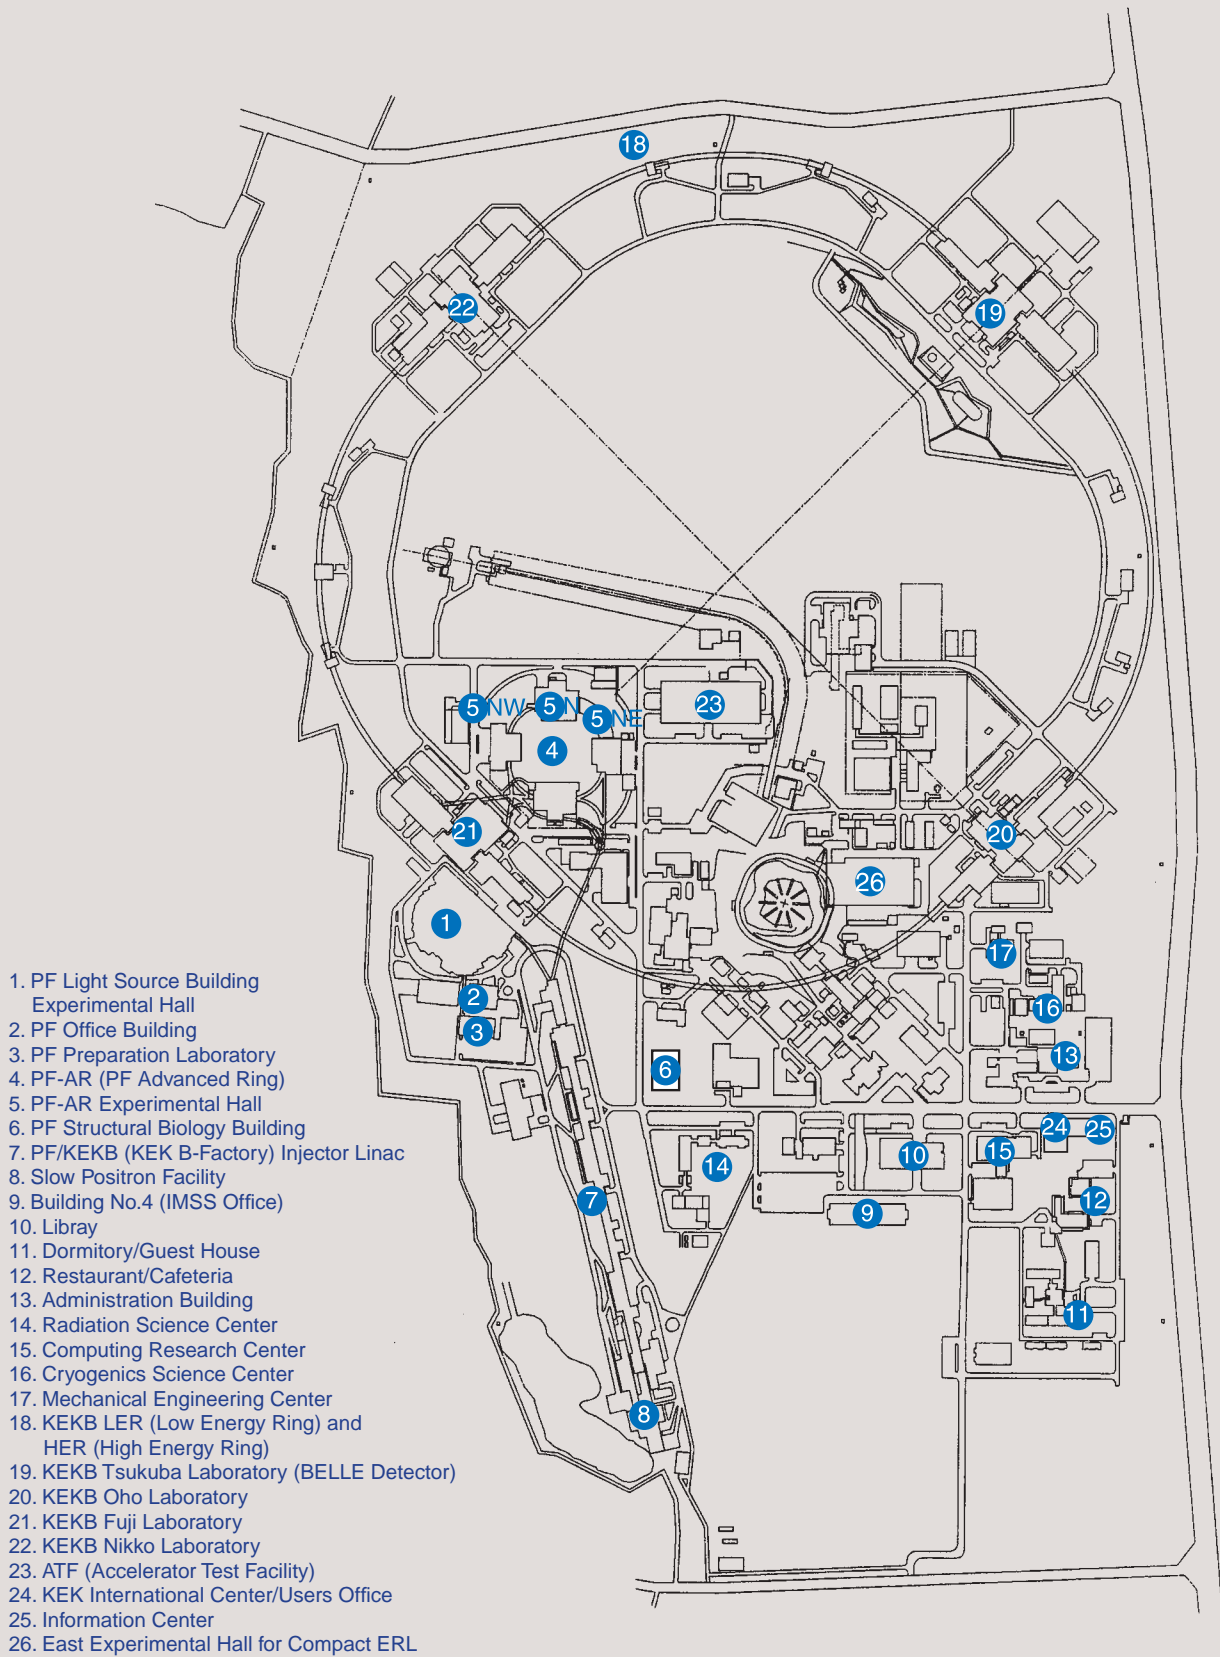 18
22
19
5 NW
5 N
5 NE
23
4
21
20
26
1
17
2
16
3
13
6
24
25
10
15
14
7
12
9
11
8
1. PF Light Source Building
Experimental Hall
2. PF Office Building
3. PF Preparation Laboratory
4. PF-AR (PF Advanced Ring)
5. PF-AR Experimental Hall
6. PF Structural Biology Building
7. PF/KEKB (KEK B-Factory) Injector Linac
8. Slow Positron Facility
9. Building No.4 (IMSS Office)
10. Libray
11. Dormitory/Guest House
12. Restaurant/Cafeteria
13. Administration Building
14. Radiation Science Center
15. Computing Research Center
16. Cryogenics Science Center
17. Mechanical Engineering Center
18. KEKB LER (Low Energy Ring) and
HER (High Energy Ring)
19. KEKB Tsukuba Laboratory (BELLE Detector)
20. KEKB Oho Laboratory
21. KEKB Fuji Laboratory
22. KEKB Nikko Laboratory
23. ATF (Accelerator Test Facility)
24. KEK International Center/Users Office
25. Information Center
26. East Experimental Hall for Compact ERL